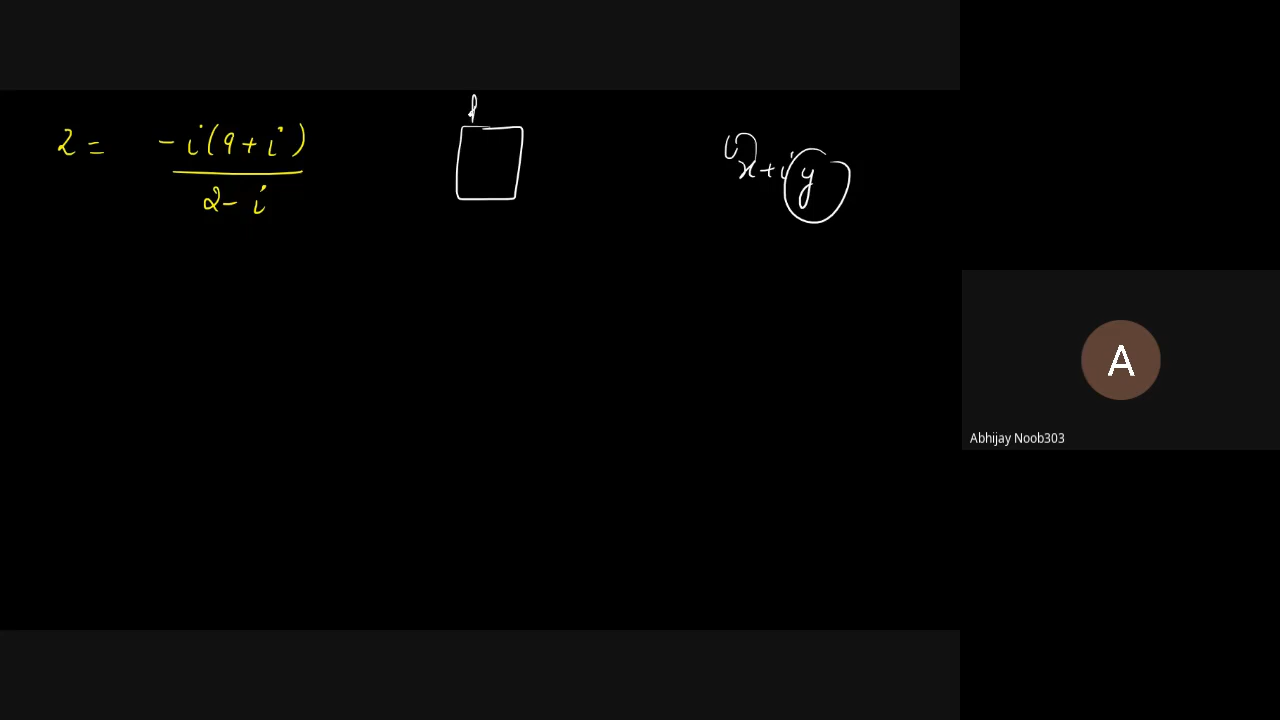 z = -i(9+i) / 2-i
x+iy
A
Abhijay Noob303